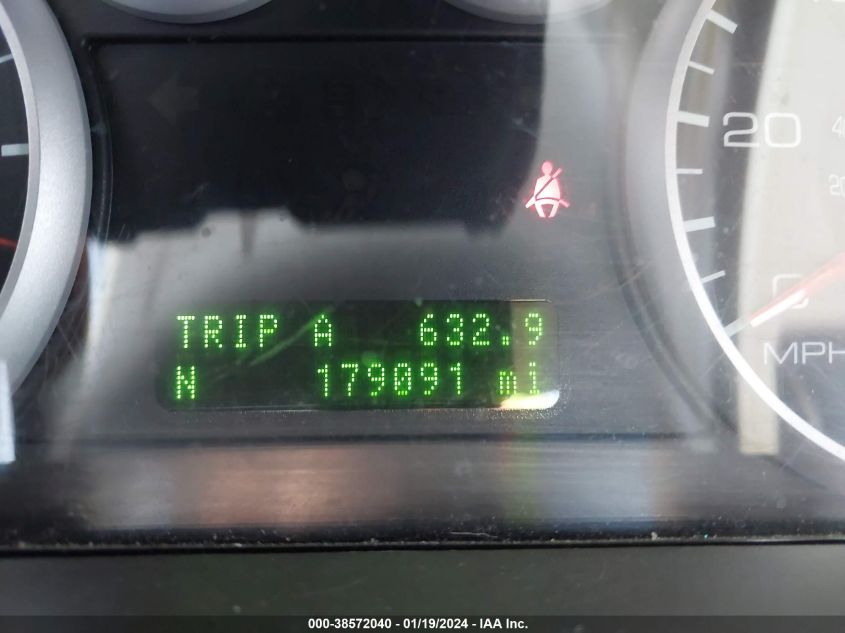 20
MPH
TRIP A 632.9
N 179091 mi
000-38572040 - 01/19/2024 - IAA Inc.